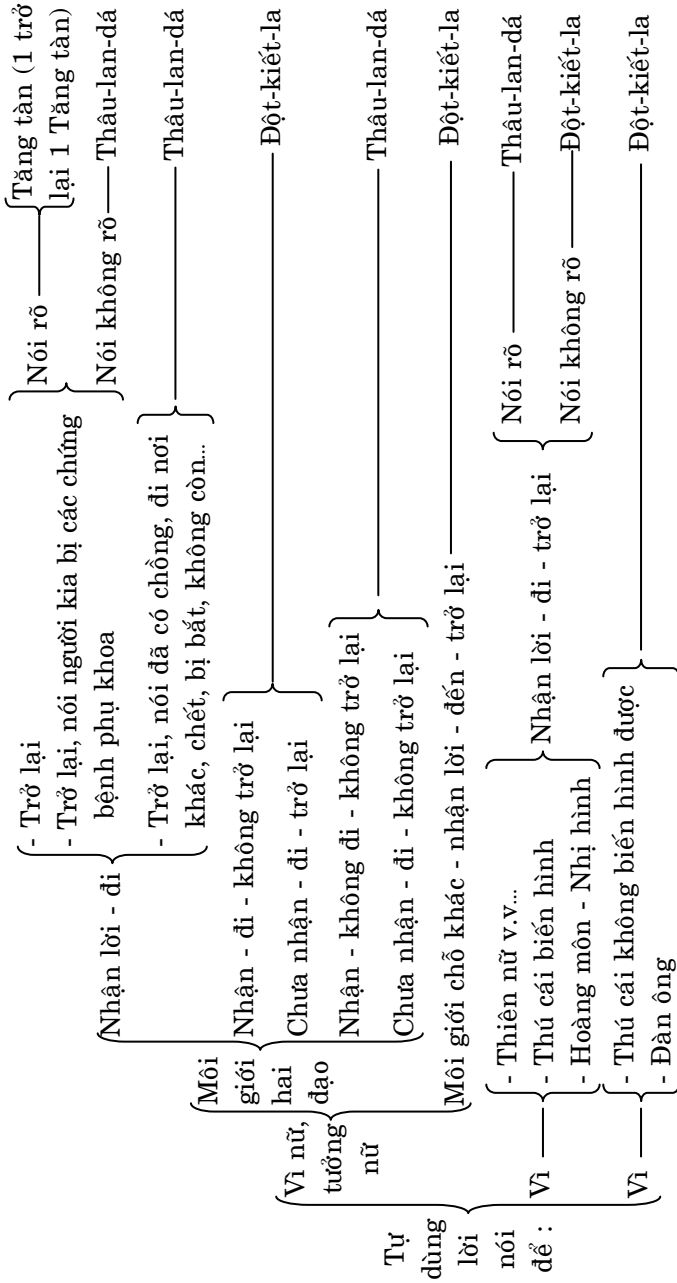 Tự
dùng
lời
nói
để :
Vì nữ,
tưởng
nữ
Môi
giới
hai
đạo
Nhận lời - đi
- Trở lại
- Trở lại, nói người kia bị các chứng
bệnh phụ khoa
Nói rõ
Tăng tàn (1 trở
lại 1 Tăng tàn)
Nói không rõ
Thâu-lan-dá
- Trở lại, nói đã có chồng, đi nơi
khác, chết, bị bắt, không còn...
Thâu-lan-dá
Nhận - đi - không trở lại
Chưa nhận - đi - trở lại
Đột-kiết-la
Nhận - không đi - không trở lại
Chưa nhận - đi - không trở lại
Thâu-lan-dá
Môi giới chỗ khác - nhận lời - đến - trở lại
Đột-kiết-la
Vì
- Thiên nữ v.v...
- Thú cái biến hình
- Hoàng môn - Nhị hình
Nhận lời - đi - trở lại
Nói rõ
Thâu-lan-dá
Nói không rõ
Đột-kiết-la
Vì
- Thú cái không biến hình được
- Đàn ông
Đột-kiết-la